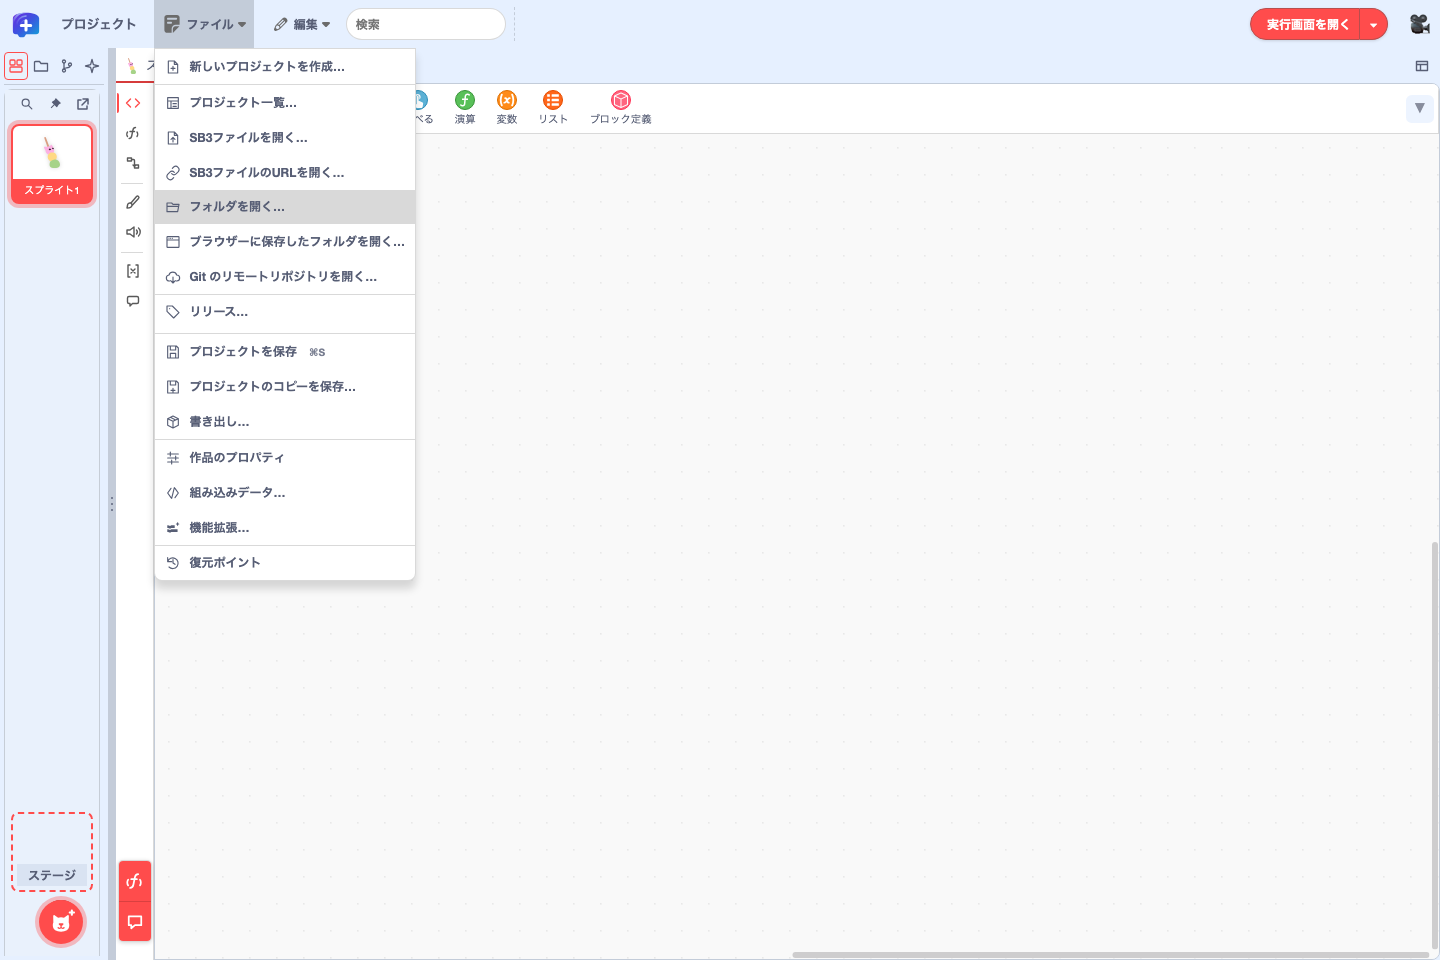 プロジェクト
ファイル
編集
検索
実行画面を開く
新しいプロジェクトを作成...
プロジェクト一覧...
SB3ファイルを開く...
SB3ファイルのURLを開く...
フォルダを開く...
ブラウザーに保存したフォルダを開く...
Git のリモートリポジトリを開く...
リリース...
プロジェクトを保存 ⌘S
プロジェクトのコピーを保存...
書き出し...
作品のプロパティ
組み込みデータ...
機能拡張...
復元ポイント
べる
演算
変数
リスト
ブロック定義
スプライト1
ステージ